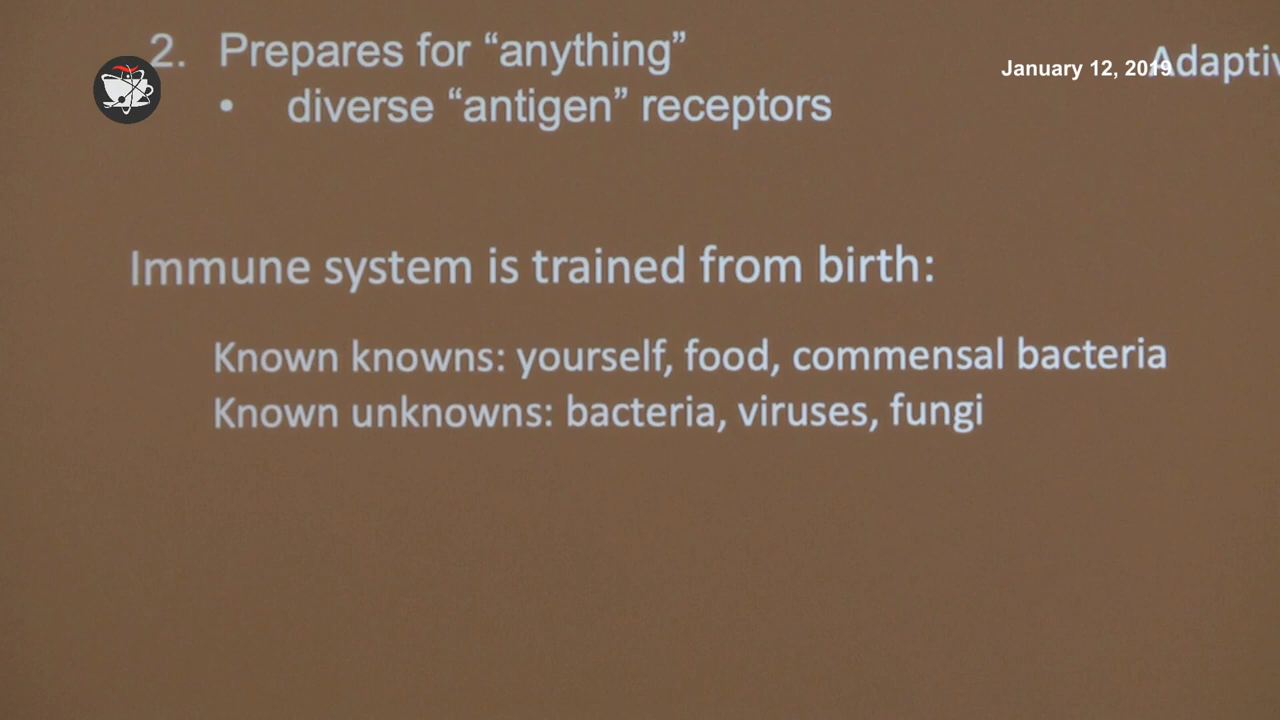 2. Prepares for “anything”
January 12, 2019
Adaptiv
• diverse “antigen” receptors
Immune system is trained from birth:
Known knowns: yourself, food, commensal bacteria
Known unknowns: bacteria, viruses, fungi